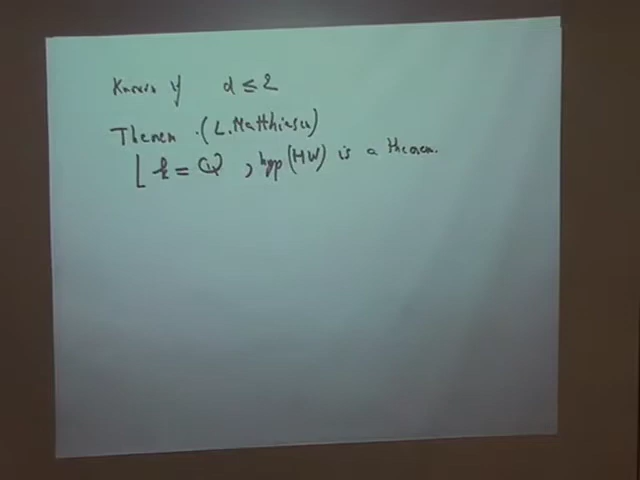 Known if d ≤ 2
Theorem . (L. Matthiesen)
k = Q , hyp (HW) is a theorem.